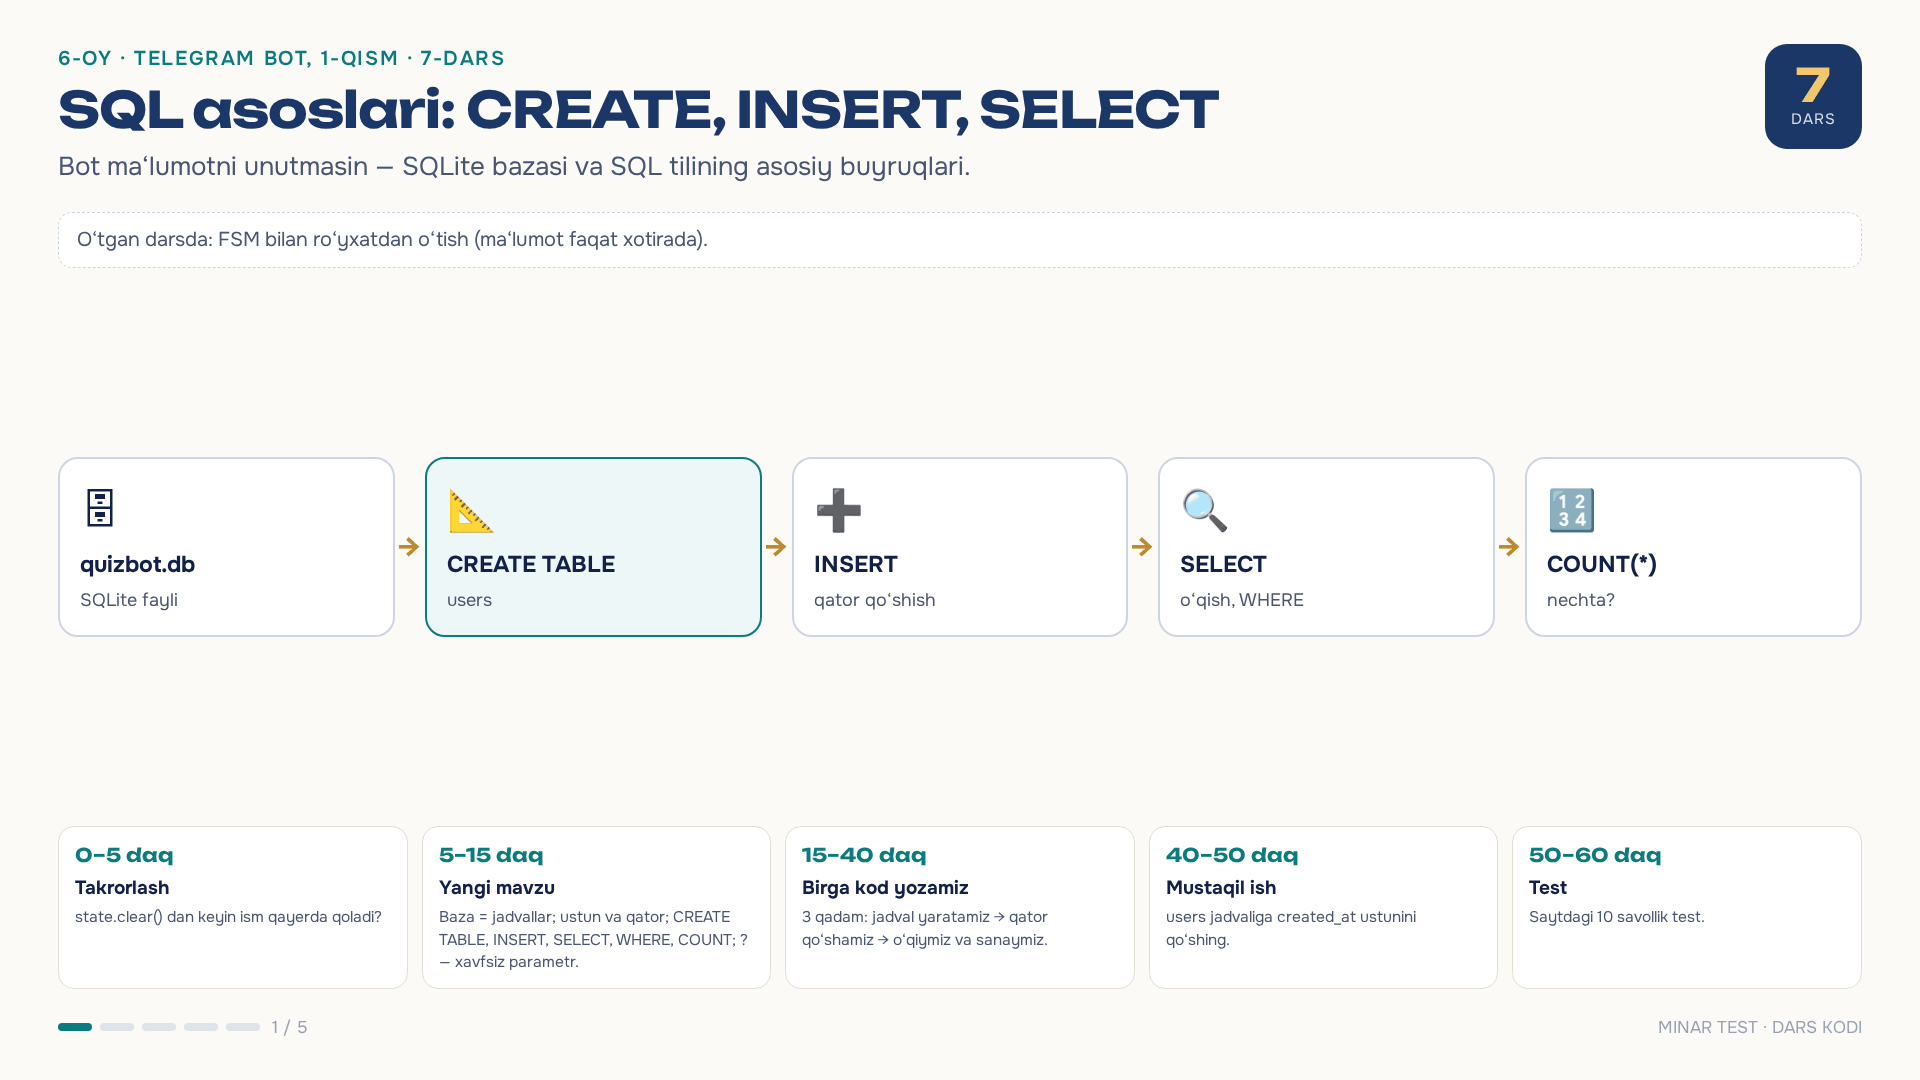 6-OY · TELEGRAM BOT, 1-QISM · 7-DARS
SQL asoslari: CREATE, INSERT, SELECT
Bot ma‘lumotni unutmasin — SQLite bazasi va SQL tilining asosiy buyruqlari.
7
DARS
O‘tgan darsda: FSM bilan ro‘yxatdan o‘tish (ma‘lumot faqat xotirada).
quizbot.db
SQLite fayli
→
CREATE TABLE
users
→
INSERT
qator qo‘shish
→
SELECT
o‘qish, WHERE
→
1 2
3 4
COUNT(*)
nechta?
0–5 daq
Takrorlash
state.clear() dan keyin ism qayerda qoladi?
5–15 daq
Yangi mavzu
Baza = jadvallar; ustun va qator; CREATE
TABLE, INSERT, SELECT, WHERE, COUNT; ?
— xavfsiz parametr.
15–40 daq
Birga kod yozamiz
3 qadam: jadval yaratamiz → qator
qo‘shamiz → o‘qiymiz va sanaymiz.
40–50 daq
Mustaqil ish
users jadvaliga created_at ustunini
qo‘shing.
50–60 daq
Test
Saytdagi 10 savollik test.
1 / 5
MINAR TEST · DARS KODI